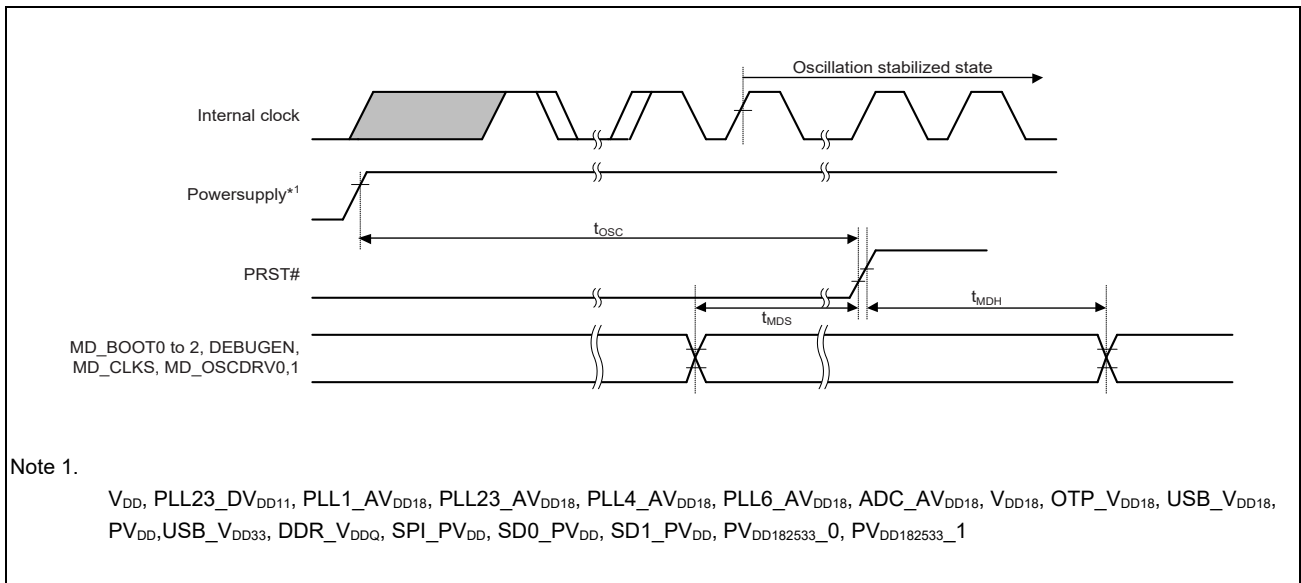 Oscillation stabilized state
Internal clock
Powersupply*1
tOSC
PRST#
tMDH
tMDS
MD_BOOT0 to 2, DEBUGEN,
MD_CLKS, MD_OSCDRV0,1
Note 1.
VDD, PLL23_DVDD11, PLL1_AVDD18, PLL23_AVDD18, PLL4_AVDD18, PLL6_AVDD18, ADC_AVDD18, VDD18, OTP_VDD18, USB_VDD18,
PVDD,USB_VDD33, DDR_VDDQ, SPI_PVDD, SD0_PVDD, SD1_PVDD, PVDD182533_0, PVDD182533_1